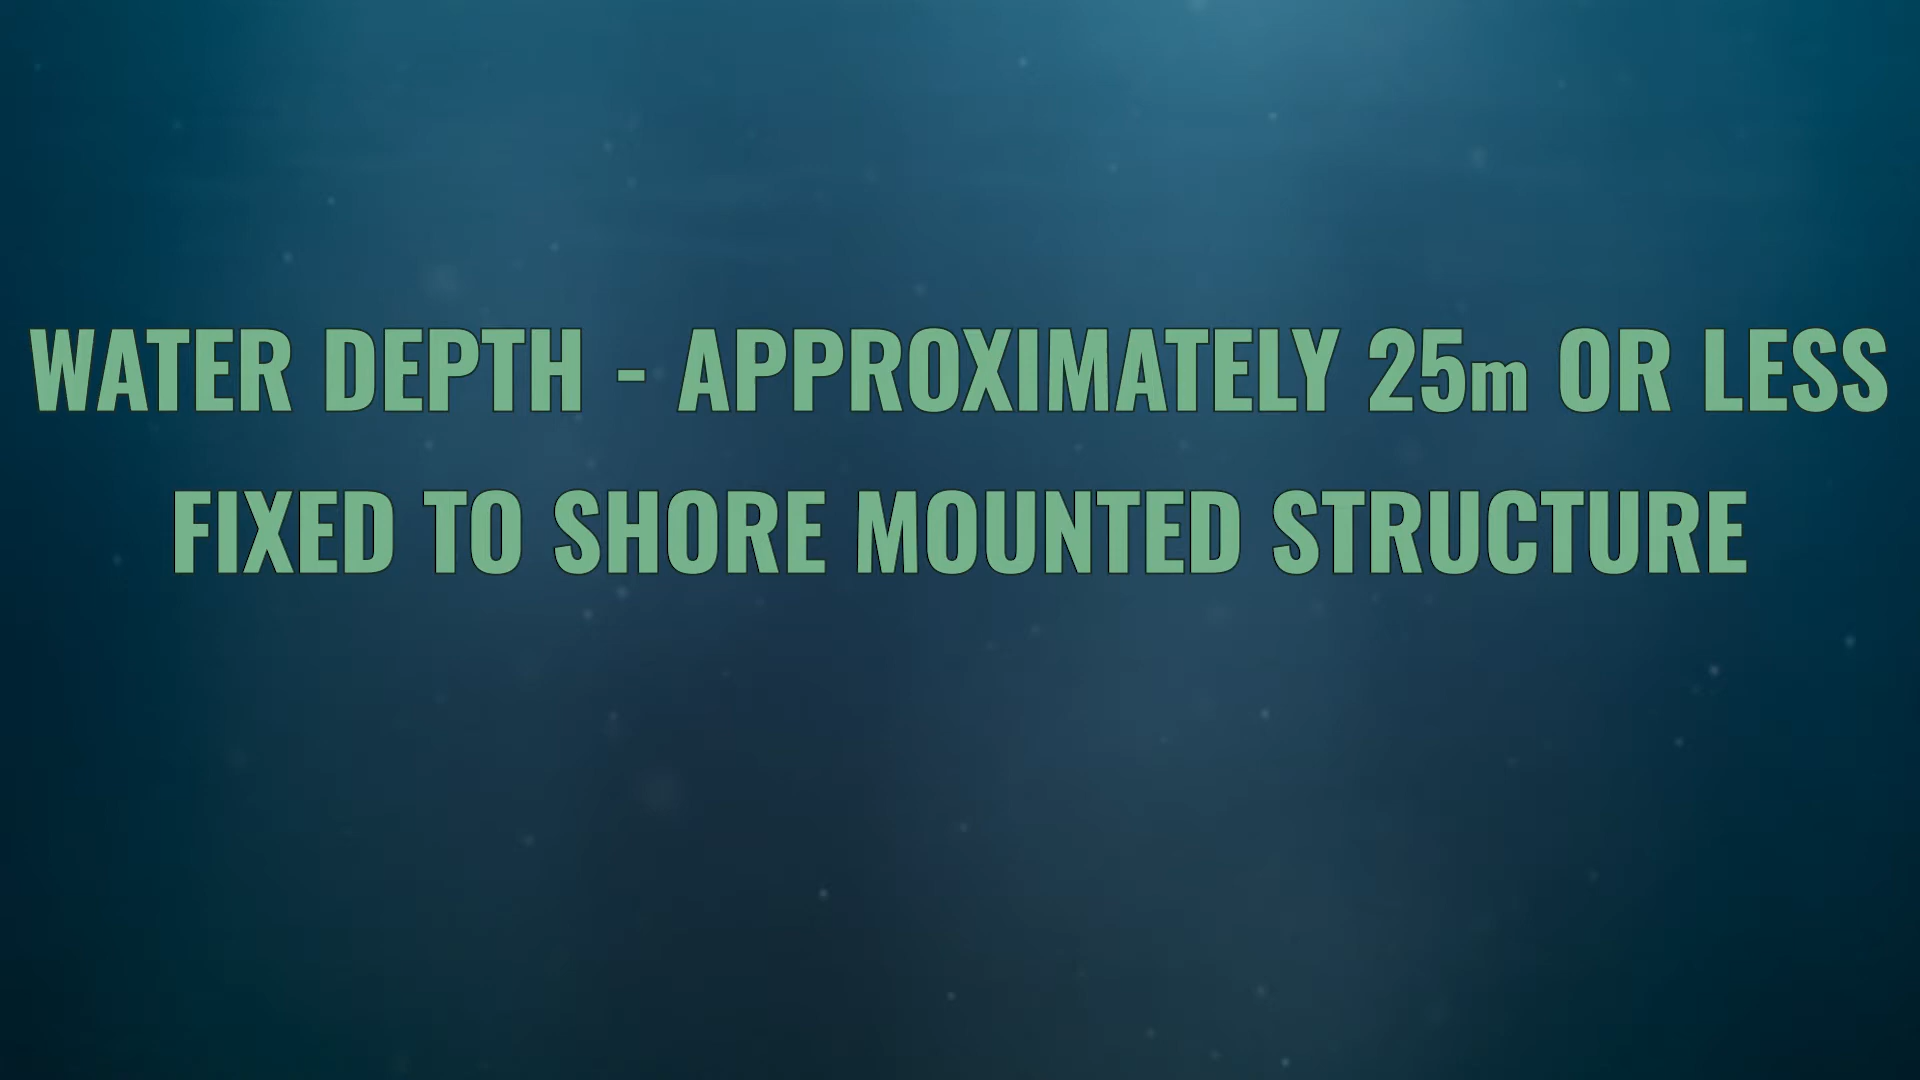 WATER DEPTH - APPROXIMATELY 25m OR LESS
FIXED TO SHORE MOUNTED STRUCTURE